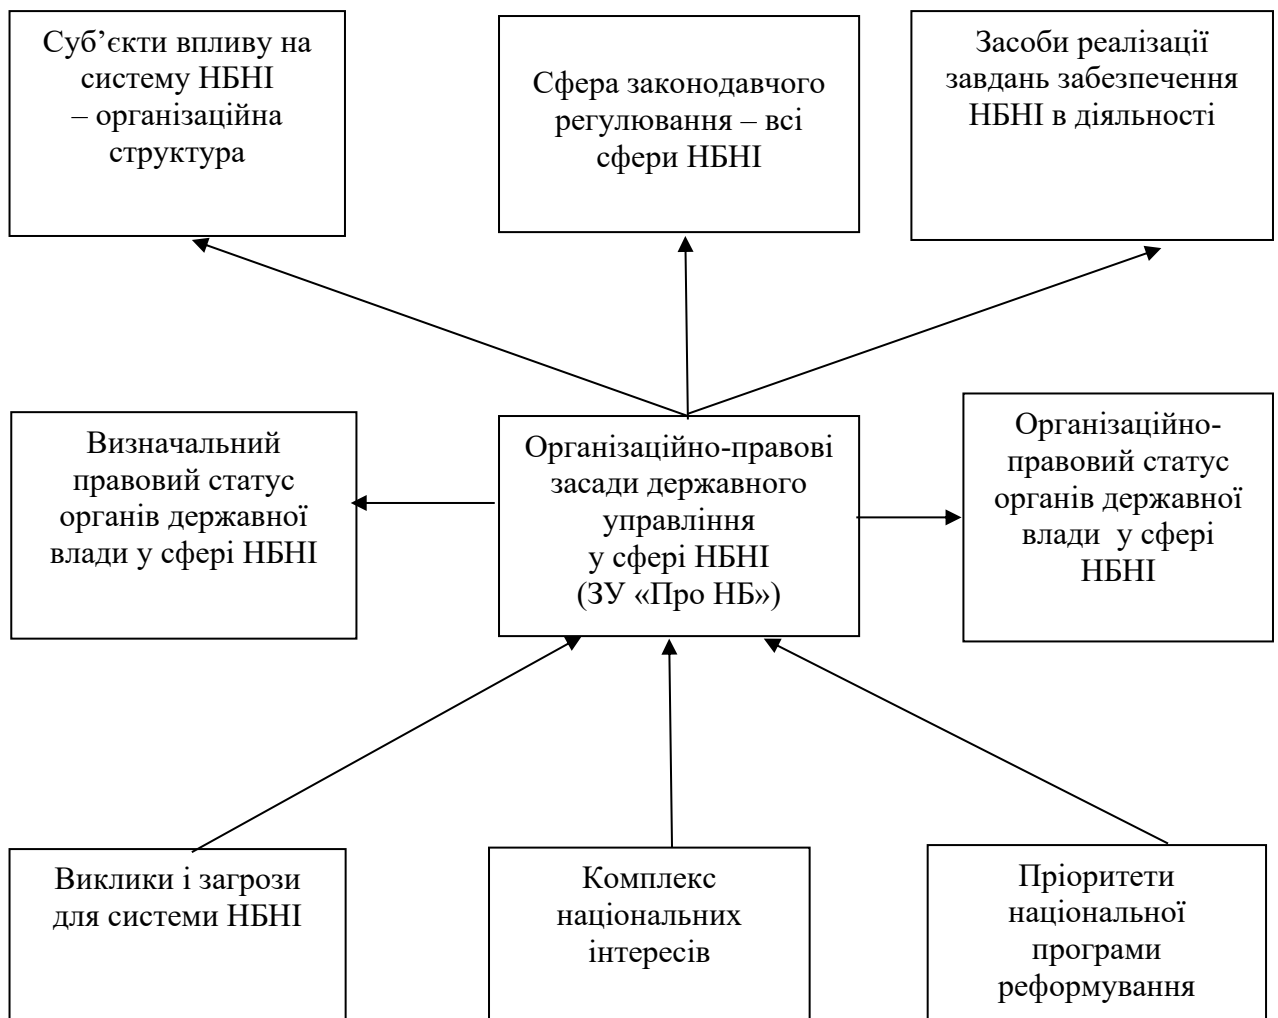 Суб’єкти впливу на
систему НБНІ
– організаційна
структура
Сфера законодавчого
регулювання – всі
сфери НБНІ
Засоби реалізації
завдань забезпечення
НБНІ в діяльності
Визначальний
правовий статус
органів державної
влади у сфері НБНІ
Організаційно-правові
засади державного
управління
у сфері НБНІ
(ЗУ «Про НБ»)
Організаційно-
правовий статус
органів державної
влади у сфері
НБНІ
Виклики і загрози
для системи НБНІ
Комплекс
національних
інтересів
Пріоритети
національної
програми
реформування